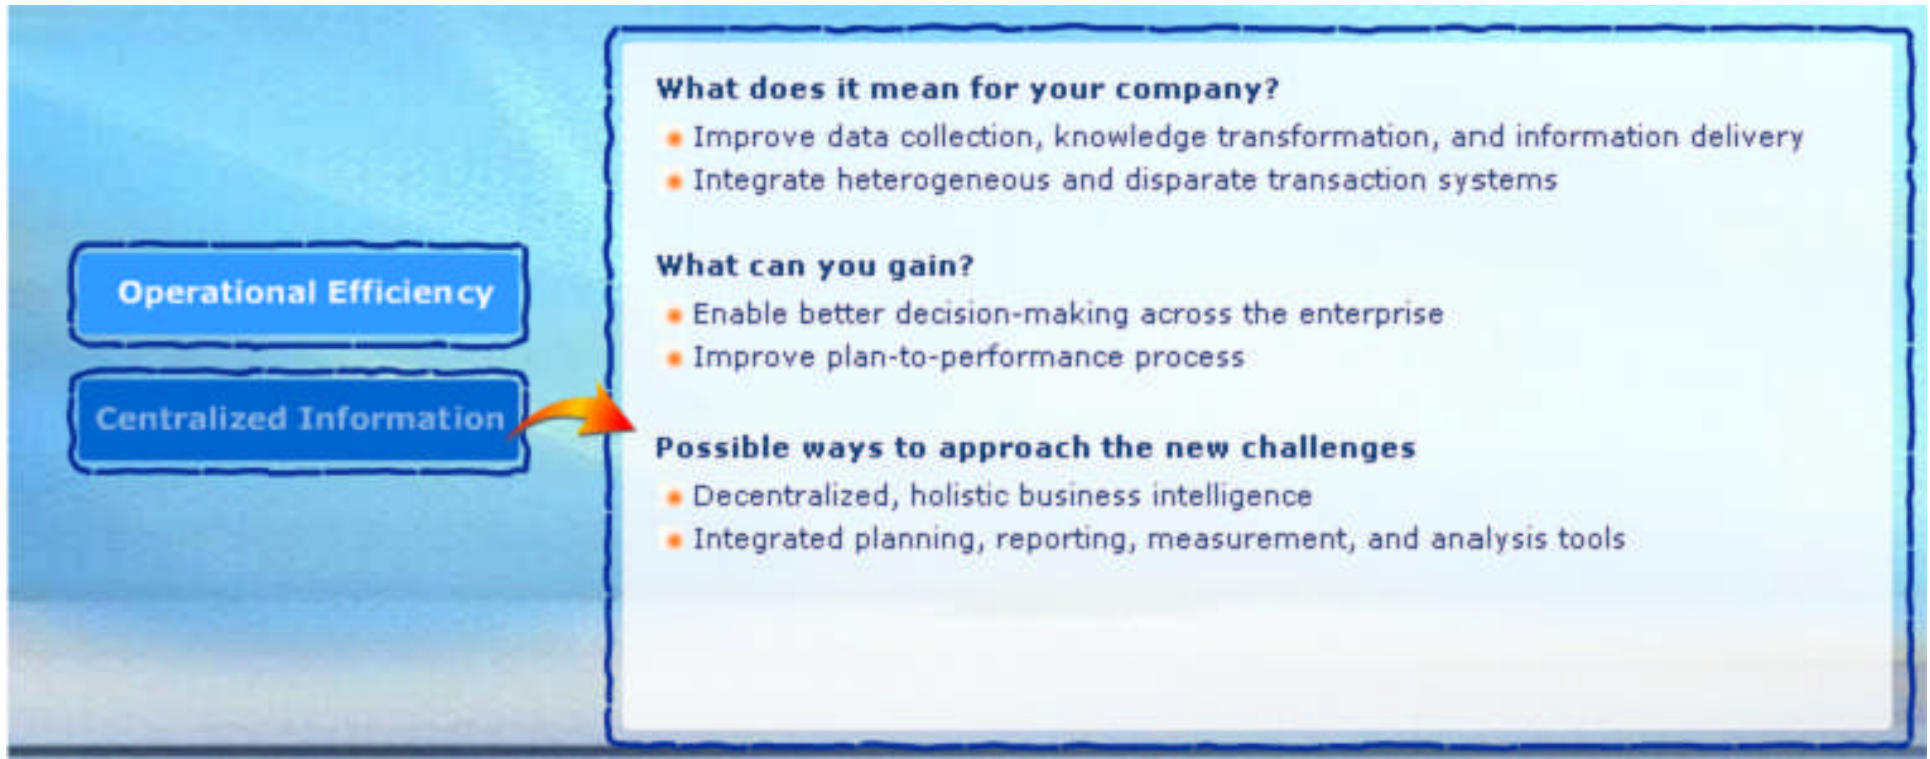 Operational Efficiency
Centralized Information
What does it mean for your company?
Improve data collection, knowledge transformation, and information delivery
Integrate heterogeneous and disparate transaction systems
What can you gain?
Enable better decision-making across the enterprise
Improve plan-to-performance process
Possible ways to approach the new challenges
Decentralized, holistic business intelligence
Integrated planning, reporting, measurement, and analysis tools